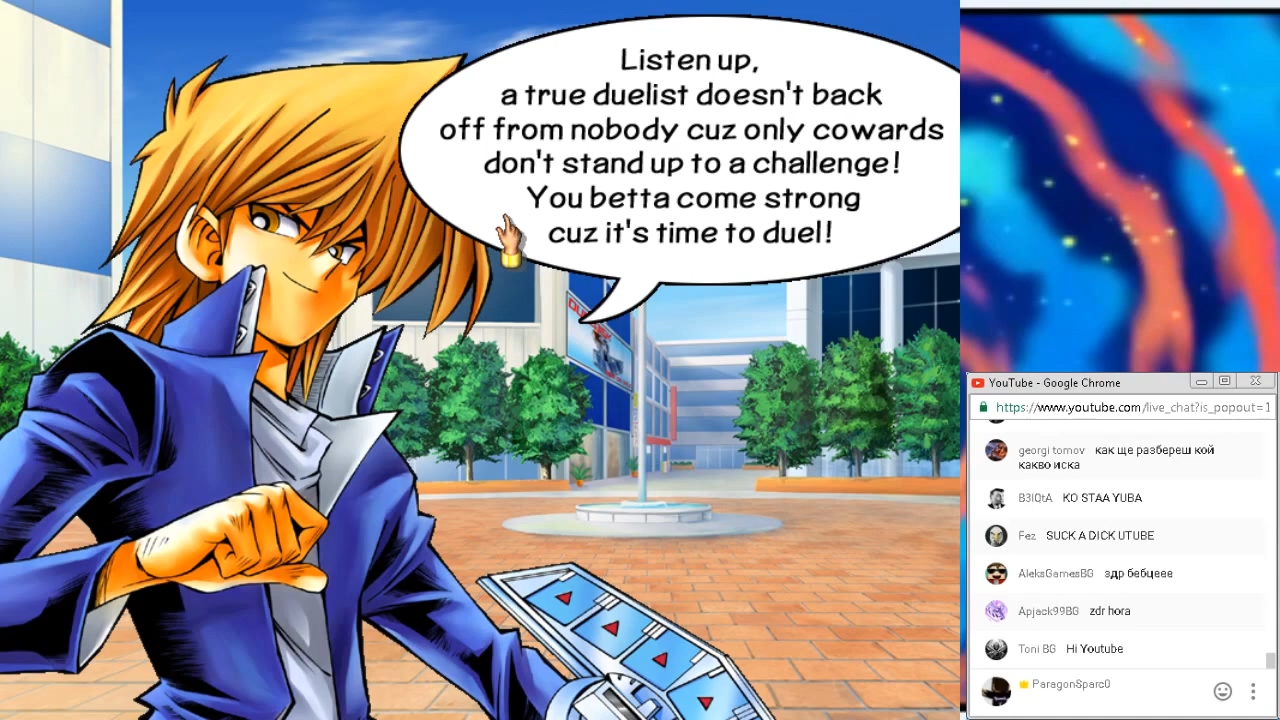 Listen up,
a true duelist doesn't back
off from nobody cuz only cowards
don't stand up to a challenge!
You betta come strong
cuz it's time to duel!
YouTube - Google Chrome
https://www.youtube.com/live_chat?is_popout=1
georgi tomov как ще разбереш кой
какво иска
B3IQtA KO STAA YUBA
Fez SUCK A DICK UTUBE
AleksGamesBG здр бебцеее
Apjack99BG zdr hora
Toni BG Hi Youtube
ParagonSparc0